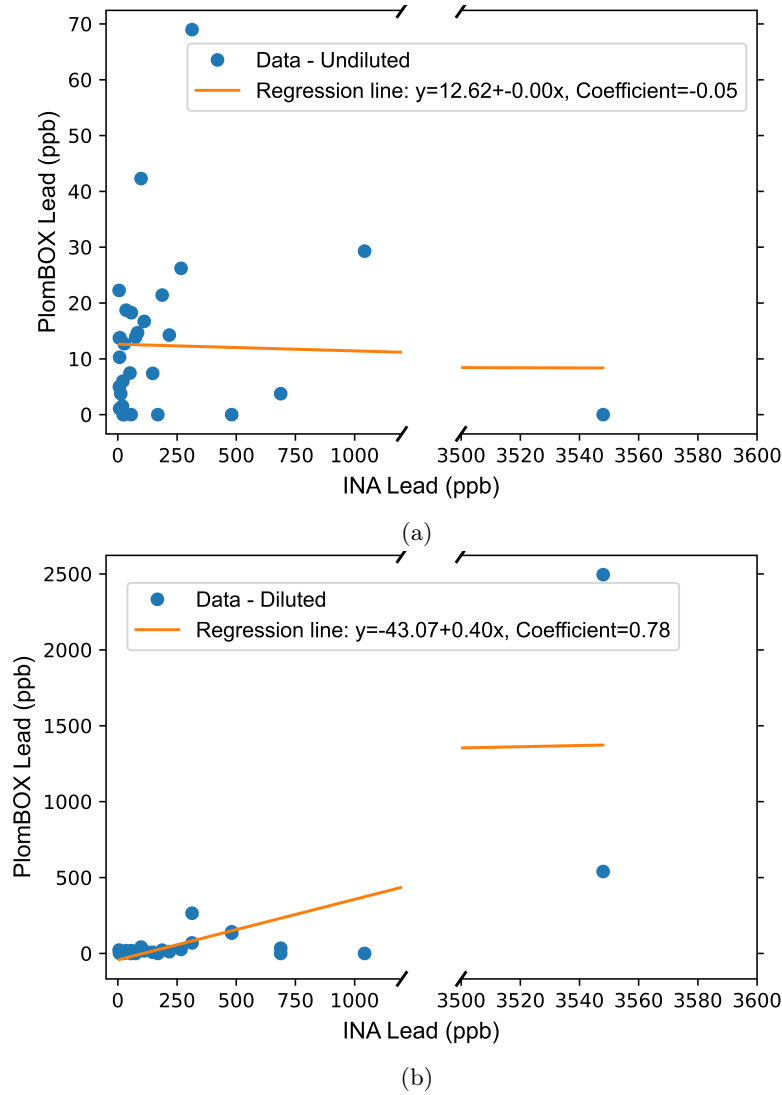 70
60
50
40
30
20
10
0
PlomBOX Lead (ppb)
Data - Undiluted
Regression line: y=12.62+-0.00x, Coefficient=-0.05
0 250 500 750 1000 3500 3520 3540 3560 3580 3600
INA Lead (ppb)
(a)
2500
2000
1500
1000
500
0
PlomBOX Lead (ppb)
Data - Diluted
Regression line: y=-43.07+0.40x, Coefficient=0.78
0 250 500 750 1000 3500 3520 3540 3560 3580 3600
INA Lead (ppb)
(b)